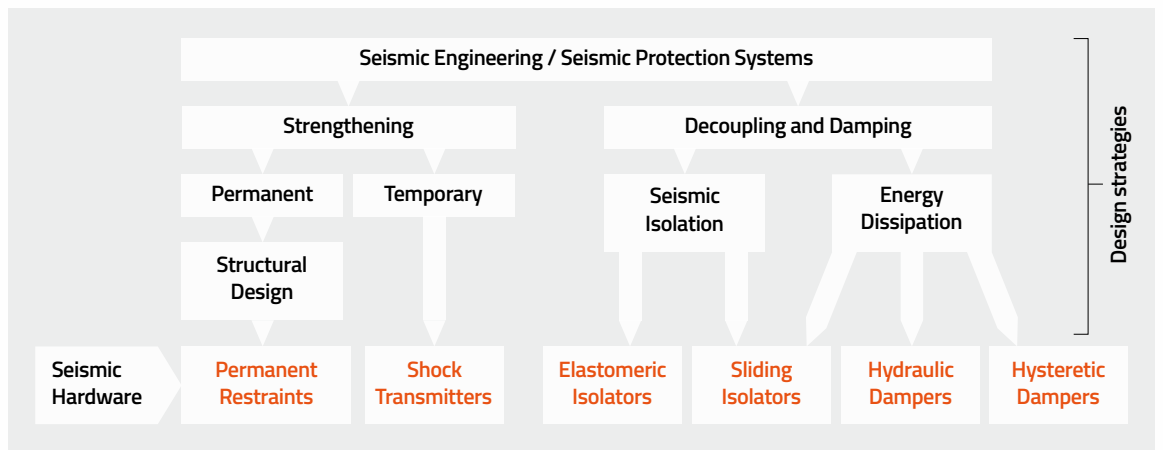 Seismic Engineering / Seismic Protection Systems
Strengthening
Decoupling and Damping
Permanent
Temporary
Seismic
Isolation
Energy
Dissipation
Structural
Design
Design strategies
Seismic
Hardware
Permanent
Restraints
Shock
Transmitters
Elastomeric
Isolators
Sliding
Isolators
Hydraulic
Dampers
Hysteretic
Dampers